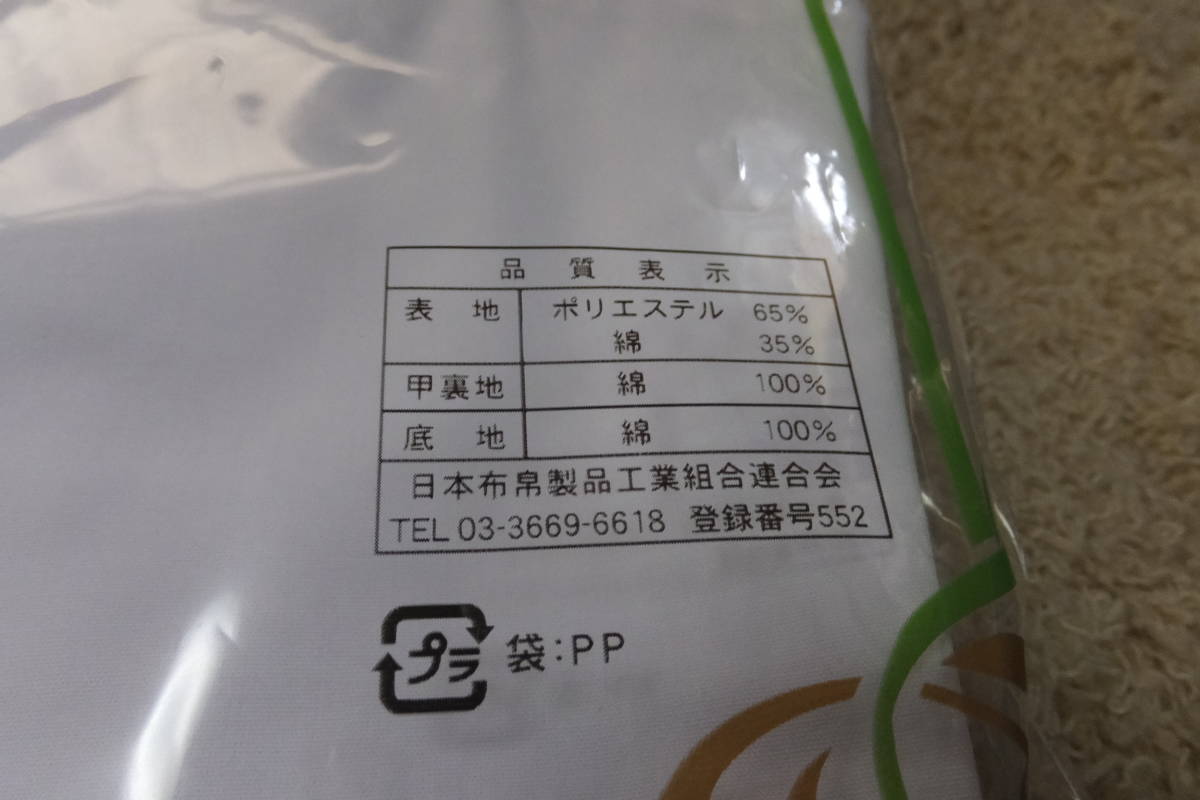 品質表示
表地 ポリエステル 65%
綿 35%
甲裏地 綿 100%
底地 綿 100%
日本布帛製品工業組合連合会
TEL 03-3669-6618 登録番号552
プラ 袋:PP